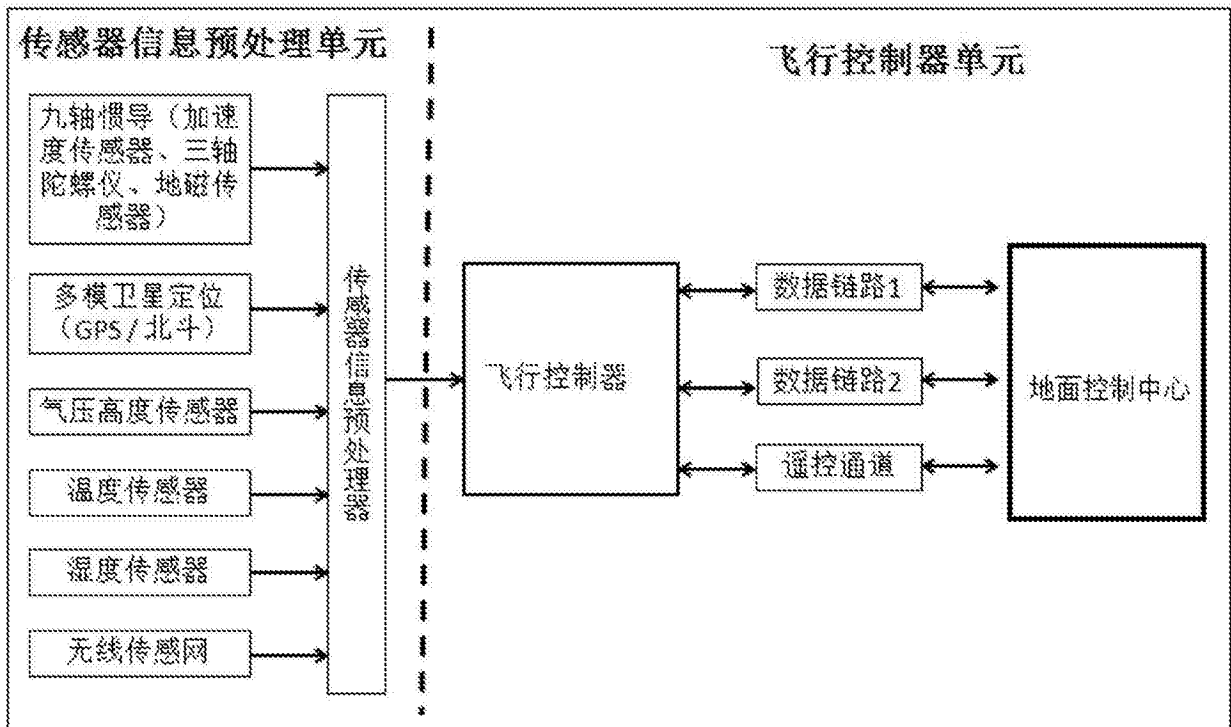 传感器信息预处理单元
飞行控制器单元
九轴惯导（加速
度传感器、三轴
陀螺仪、地磁传
感器）
多模卫星定位
（GPS/北斗）
气压高度传感器
温度传感器
湿度传感器
无线传感网
传感器信息预处理器
飞行控制器
数据链路1
数据链路2
遥控通道
地面控制中心